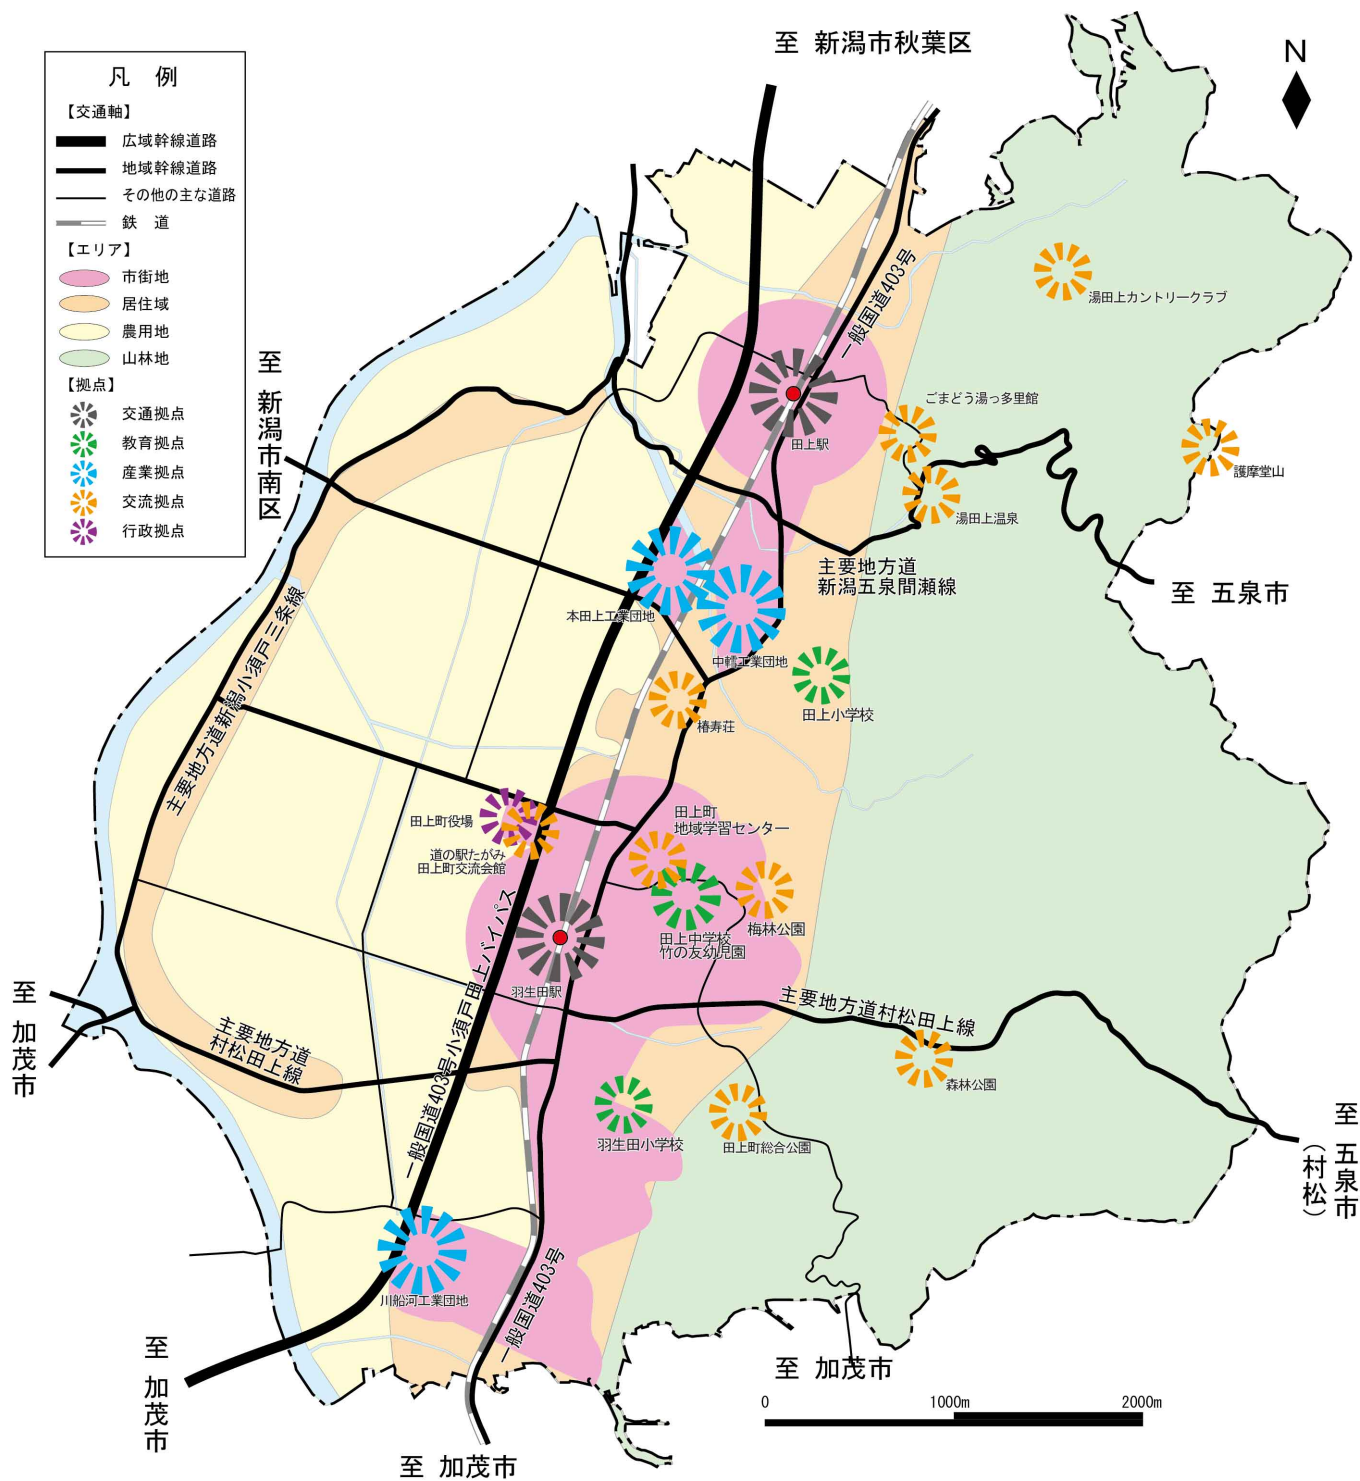 至 新潟市秋葉区
N
凡 例
【交通軸】
広域幹線道路
地域幹線道路
その他の主な道路
鉄 道
【エリア】
市街地
居住域
農用地
山林地
【拠点】
交通拠点
教育拠点
産業拠点
交流拠点
行政拠点
一般国道403号
湯田上カントリークラブ
至 新潟市南区
ごまどう湯っ多里館
田上駅
護摩堂山
湯田上温泉
主要地方道
新潟五泉間瀬線
至 五泉市
本田上工業団地
中轌工業団地
主要地方道新潟小須戸三条線
田上小学校
椿寿荘
田上町役場
道の駅たがみ
田上町交流会館
田上町
地域学習センター
梅林公園
田上中学校
竹の友幼児園
羽生田駅
一般国道403号小須戸田上バイパス
主要地方道村松田上線
至 加茂市
主要地方道
村松田上線
森林公園
羽生田小学校
田上町総合公園
至 五泉市
（村松）
川船河工業団地
一般国道403号
至 加茂市
至 加茂市
至 加茂市
0 1000m 2000m